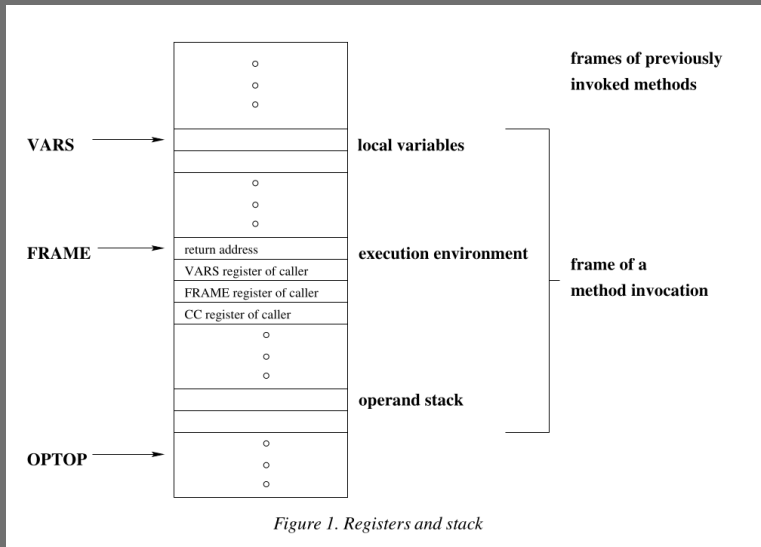 frames of previously
invoked methods
VARS
local variables
FRAME
return address
execution environment
VARS register of caller
frame of a
FRAME register of caller
method invocation
CC register of caller
operand stack
OPTOP
Figure 1. Registers and stack